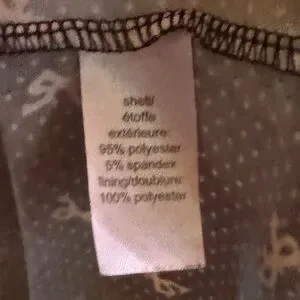 shell/
étoffe
extérieure:
95% polyester
5% spandex
lining/doublure:
100% polyester